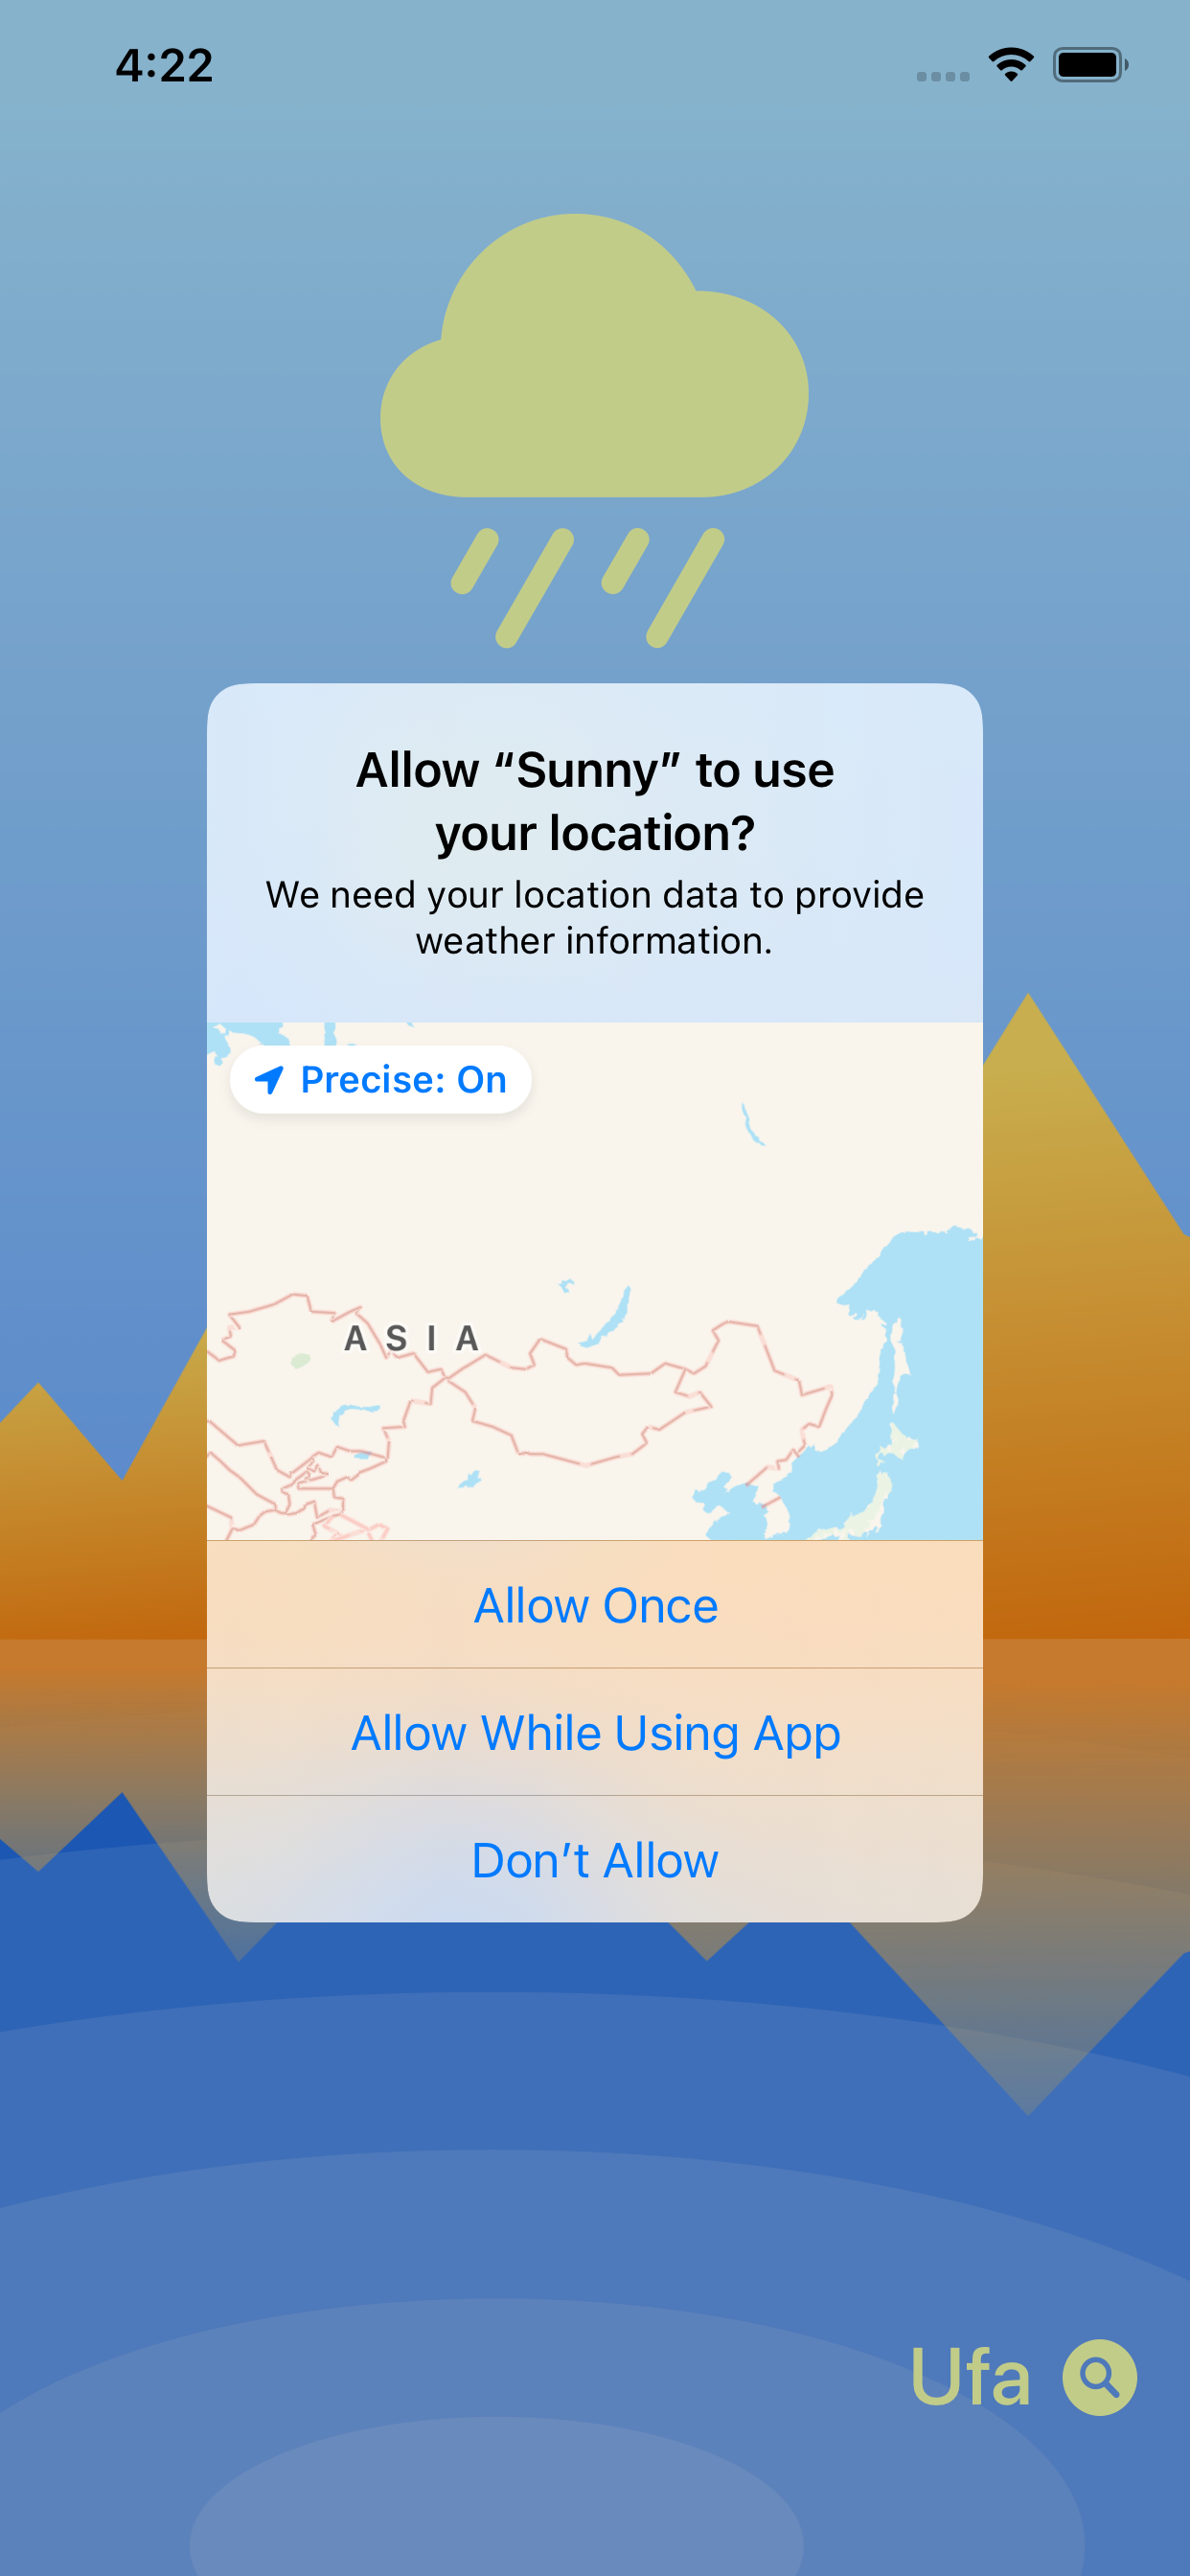 4:22
Allow “Sunny” to use
your location?
We need your location data to provide
weather information.
Precise: On
ASIA
Allow Once
Allow While Using App
Don’t Allow
Ufa